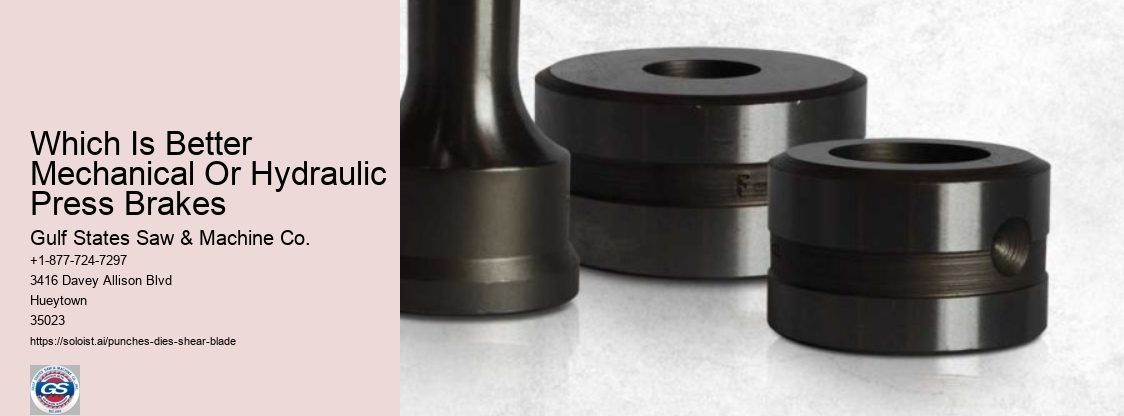 Which Is Better
Mechanical Or Hydraulic
Press Brakes
Gulf States Saw & Machine Co.
+1-877-724-7297
3416 Davey Allison Blvd
Hueytown
35023
https://soloist.ai/punches-dies-shear-blade
GS